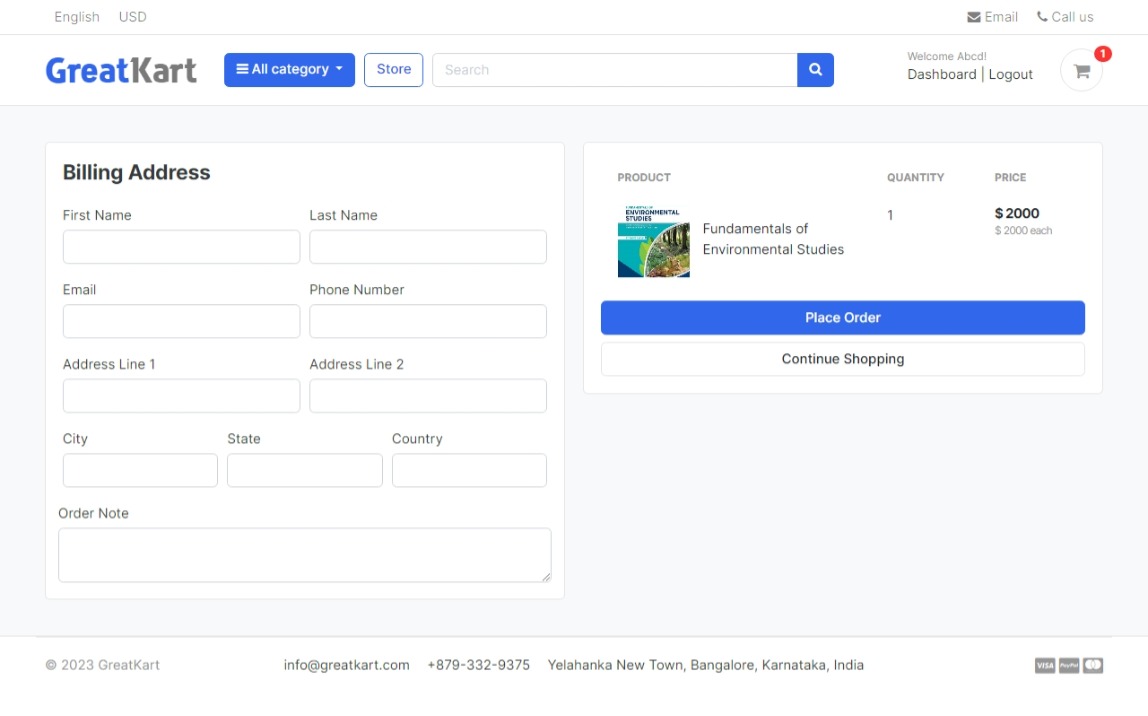 English USD Email Call us
GreatKart All category Store Search Welcome Abcd!
Dashboard | Logout
1
Billing Address
First Name Last Name
Email Phone Number
Address Line 1 Address Line 2
City State Country
Order Note
PRODUCT QUANTITY PRICE
FUNDAMENTALS OF
ENVIRONMENTAL
STUDIES
Fundamentals of
Environmental Studies
1
$ 2000
$ 2000 each
Place Order
Continue Shopping
© 2023 GreatKart info@greatkart.com +879-332-9375 Yelahanka New Town, Bangalore, Karnataka, India VISA PayPal